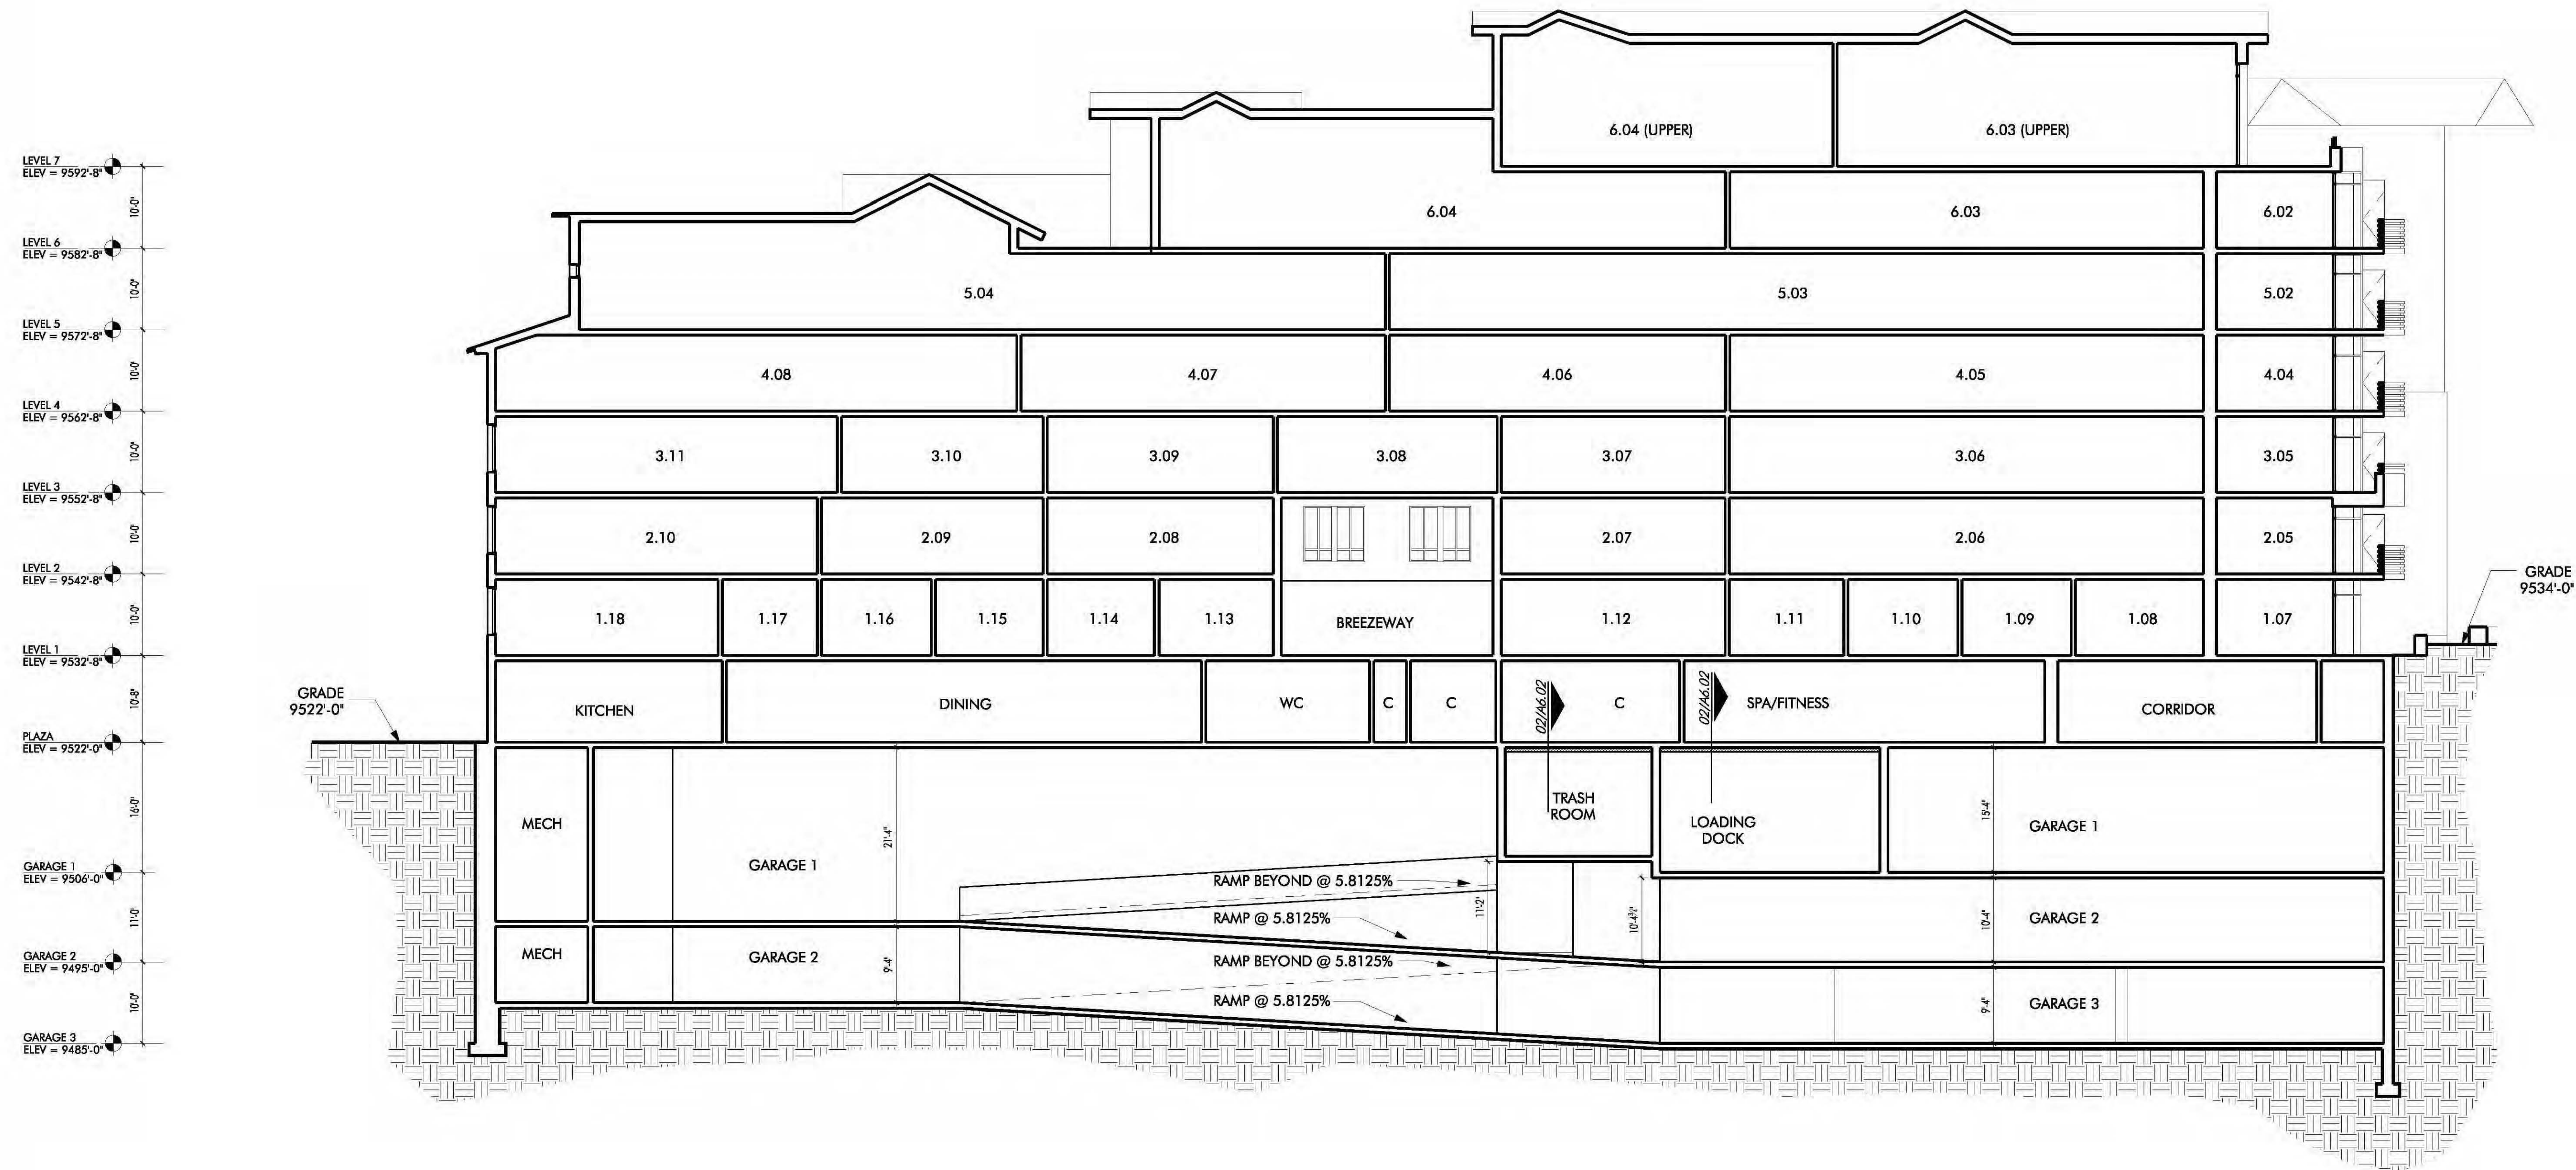 6.04 (UPPER)
6.03 (UPPER)
LEVEL 7
ELEV = 9592'-8"
10'-0"
6.04
6.03
6.02
LEVEL 6
ELEV = 9582'-8"
10'-0"
5.04
5.03
5.02
LEVEL 5
ELEV = 9572'-8"
10'-0"
4.08
4.07
4.06
4.05
4.04
LEVEL 4
ELEV = 9562'-8"
10'-0"
3.11
3.10
3.09
3.08
3.07
3.06
3.05
LEVEL 3
ELEV = 9552'-8"
10'-0"
2.10
2.09
2.08
2.07
2.06
2.05
LEVEL 2
ELEV = 9542'-8"
GRADE
9534'-0"
10'-0"
1.18
1.17
1.16
1.15
1.14
1.13
BREEZEWAY
1.12
1.11
1.10
1.09
1.08
1.07
LEVEL 1
ELEV = 9532'-8"
10'-8"
GRADE
9522'-0"
KITCHEN
DINING
WC
C
C
02/A6.02
C
02/A6.02
SPA/FITNESS
CORRIDOR
PLAZA
ELEV = 9522'-0"
16'-0"
MECH
21'-4"
GARAGE 1
TRASH
ROOM
LOADING
DOCK
15'-4"
GARAGE 1
GARAGE 1
ELEV = 9506'-0"
11'-0"
RAMP BEYOND @ 5.8125%
RAMP @ 5.8125%
11'-2"
10'-4½"
10'-4"
GARAGE 2
GARAGE 2
ELEV = 9495'-0"
10'-0"
MECH
GARAGE 2
9'-4"
RAMP BEYOND @ 5.8125%
RAMP @ 5.8125%
9'-4"
GARAGE 3
GARAGE 3
ELEV = 9485'-0"